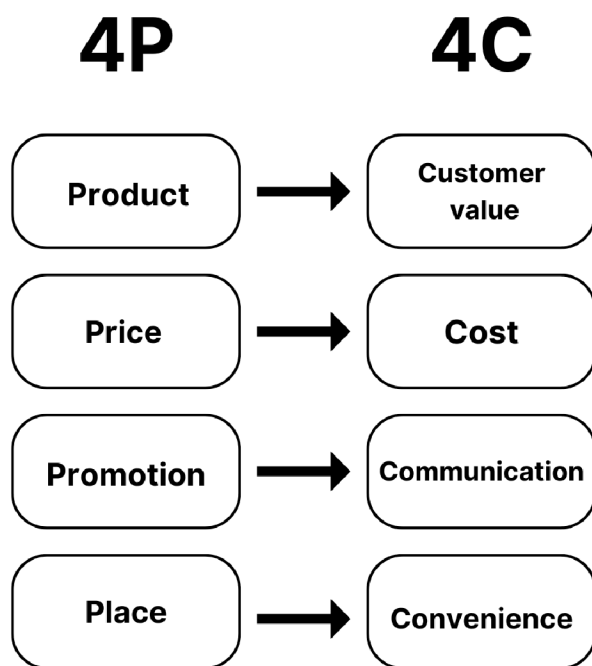 4P
4C
Product
Customer
value
Price
Cost
Promotion
Communication
Place
Convenience